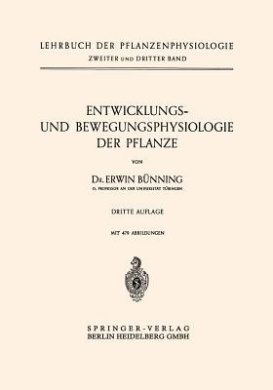 LEHRBUCH DER PFLANZENPHYSIOLOGIE
ZWEITER UND DRITTER BAND
ENTWICKLUNGS-
UND BEWEGUNGSPHYSIOLOGIE
DER PFLANZE
VON
DR. ERWIN BÜNNING
O. PROFESSOR AN DER UNIVERSITÄT TÜBINGEN
DRITTE AUFLAGE
MIT 479 ABBILDUNGEN
SPRINGER-VERLAG
BERLIN HEIDELBERG GMBH